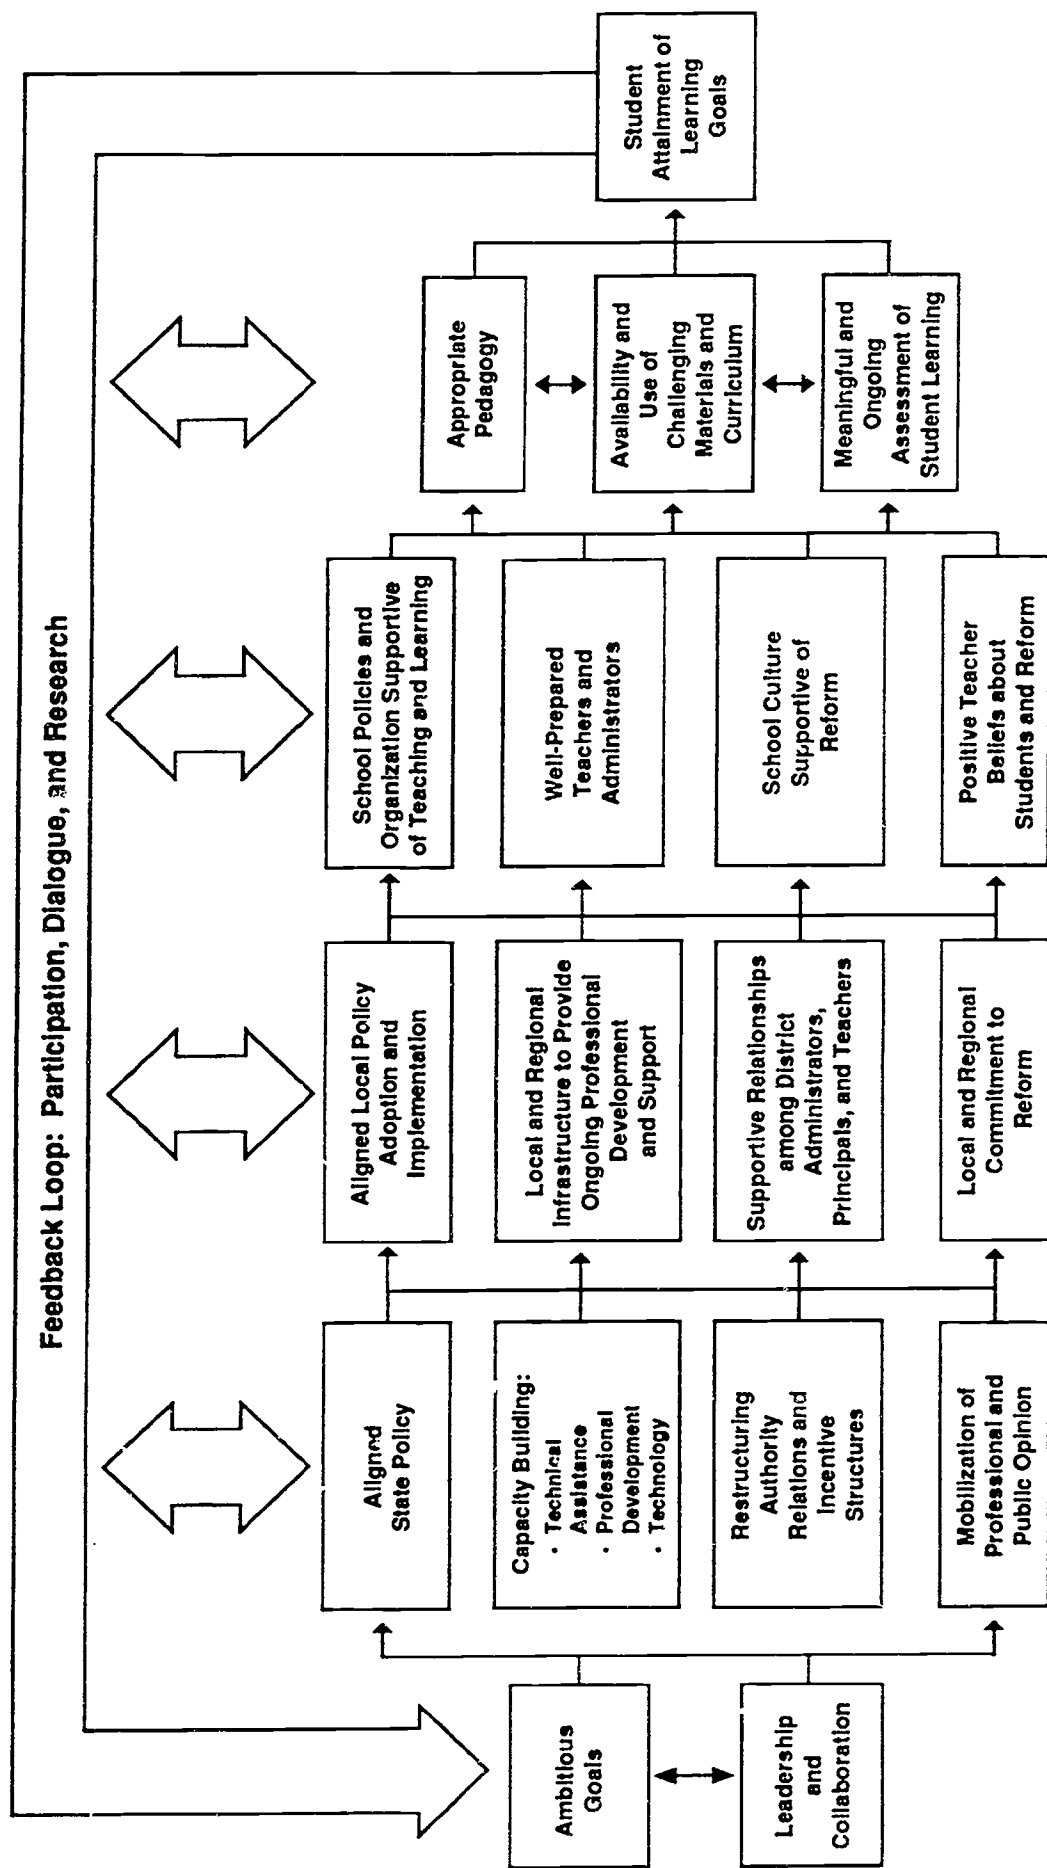 Feedback Loop: Participation, Dialogue, and Research
Ambitious
Goals
Leadership
and
Collaboration
Aligned
State Policy
Capacity Building:
· Technical
Assistance
· Professional
Development
· Technology
Restructuring
Authority
Relations and
Incentive
Structures
Mobilization of
Professional and
Public Opinion
Aligned Local Policy
Adoption and
Implementation
Local and Regional
Infrastructure to Provide
Ongoing Professional
Development
and Support
Supportive Relationships
among District
Administrators,
Principals, and Teachers
Local and Regional
Commitment to
Reform
School Policies and
Organization Supportive
of Teaching and Learning
Well-Prepared
Teachers and
Administrators
School Culture
Supportive of
Reform
Positive Teacher
Beliefs about
Students and Reform
Appropriate
Pedagogy
Availability and
Use of
Challenging
Materials and
Curriculum
Meaningful and
Ongoing
Assessment of
Student Learning
Student
Attainment of
Learning
Goals